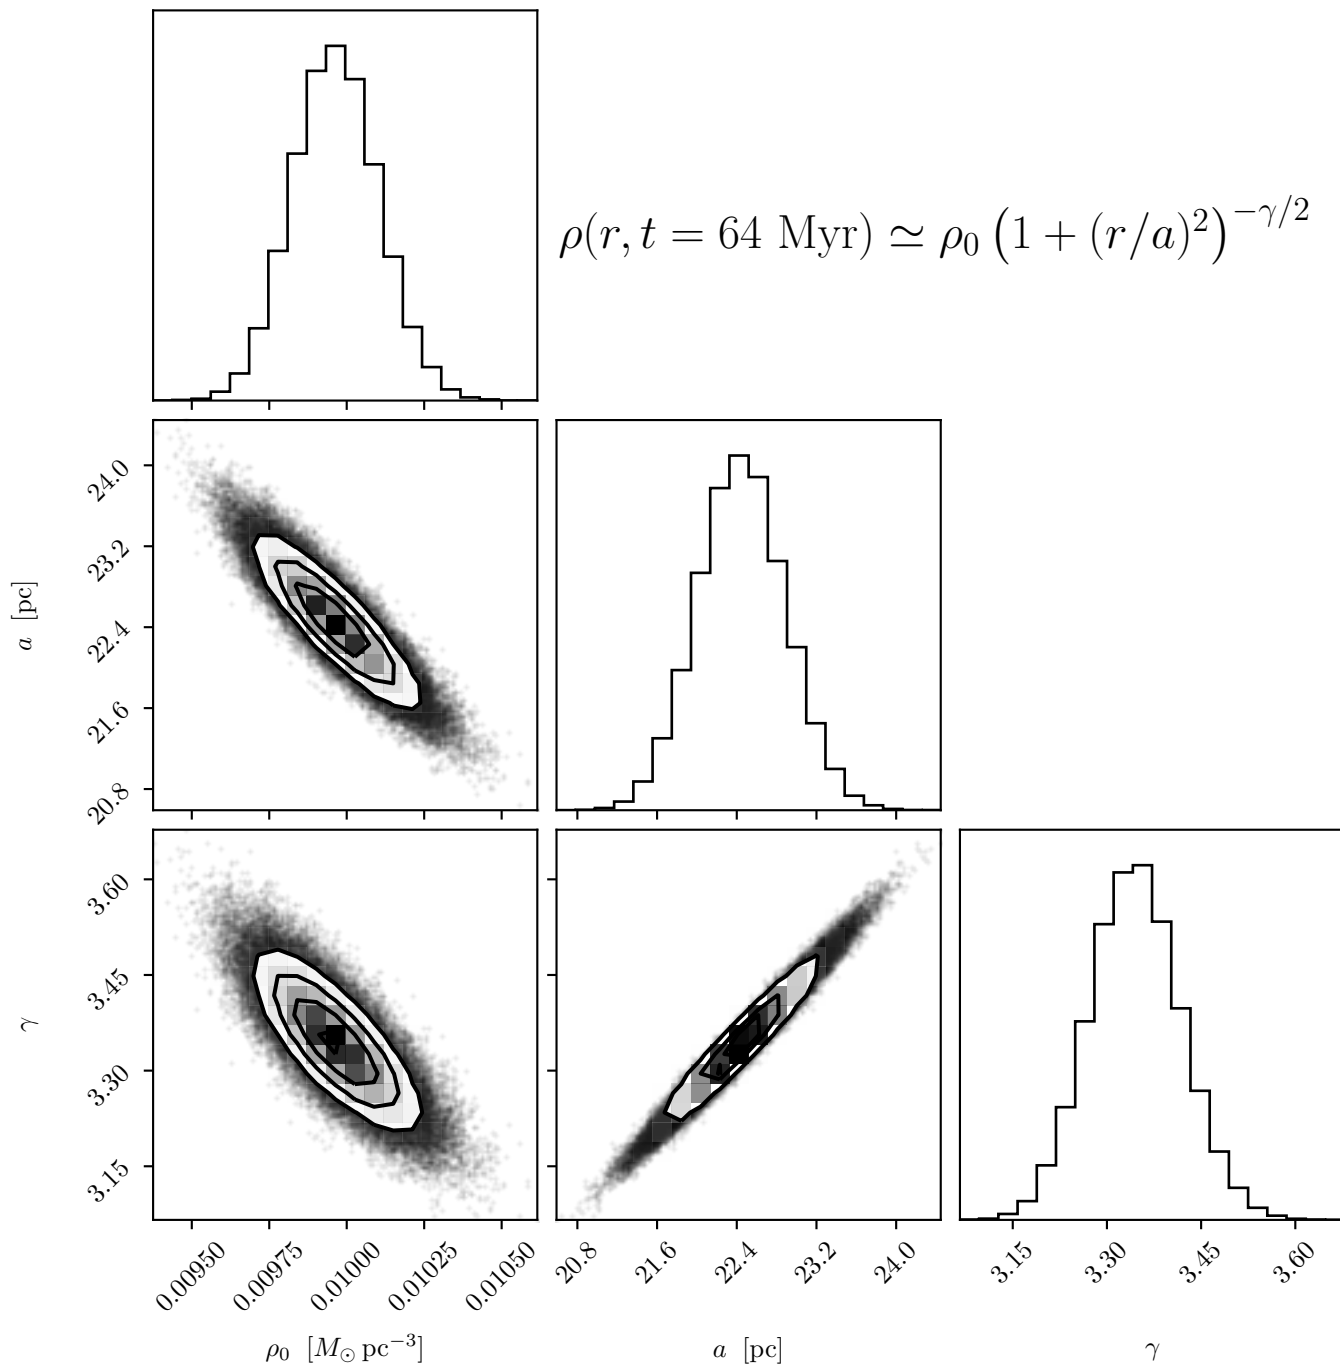 ρ(r, t = 64 Myr) ≃ ρ₀ (1 + (r/a)²)^{−γ/2}
24.0
23.2
22.4
21.6
20.8
a [pc]
3.60
3.45
3.30
3.15
γ
0.00950 0.00975 0.01000 0.01025 0.01050
20.8 21.6 22.4 23.2 24.0
3.15 3.30 3.45 3.60
ρ₀ [M⊙ pc⁻³]
a [pc]
γ